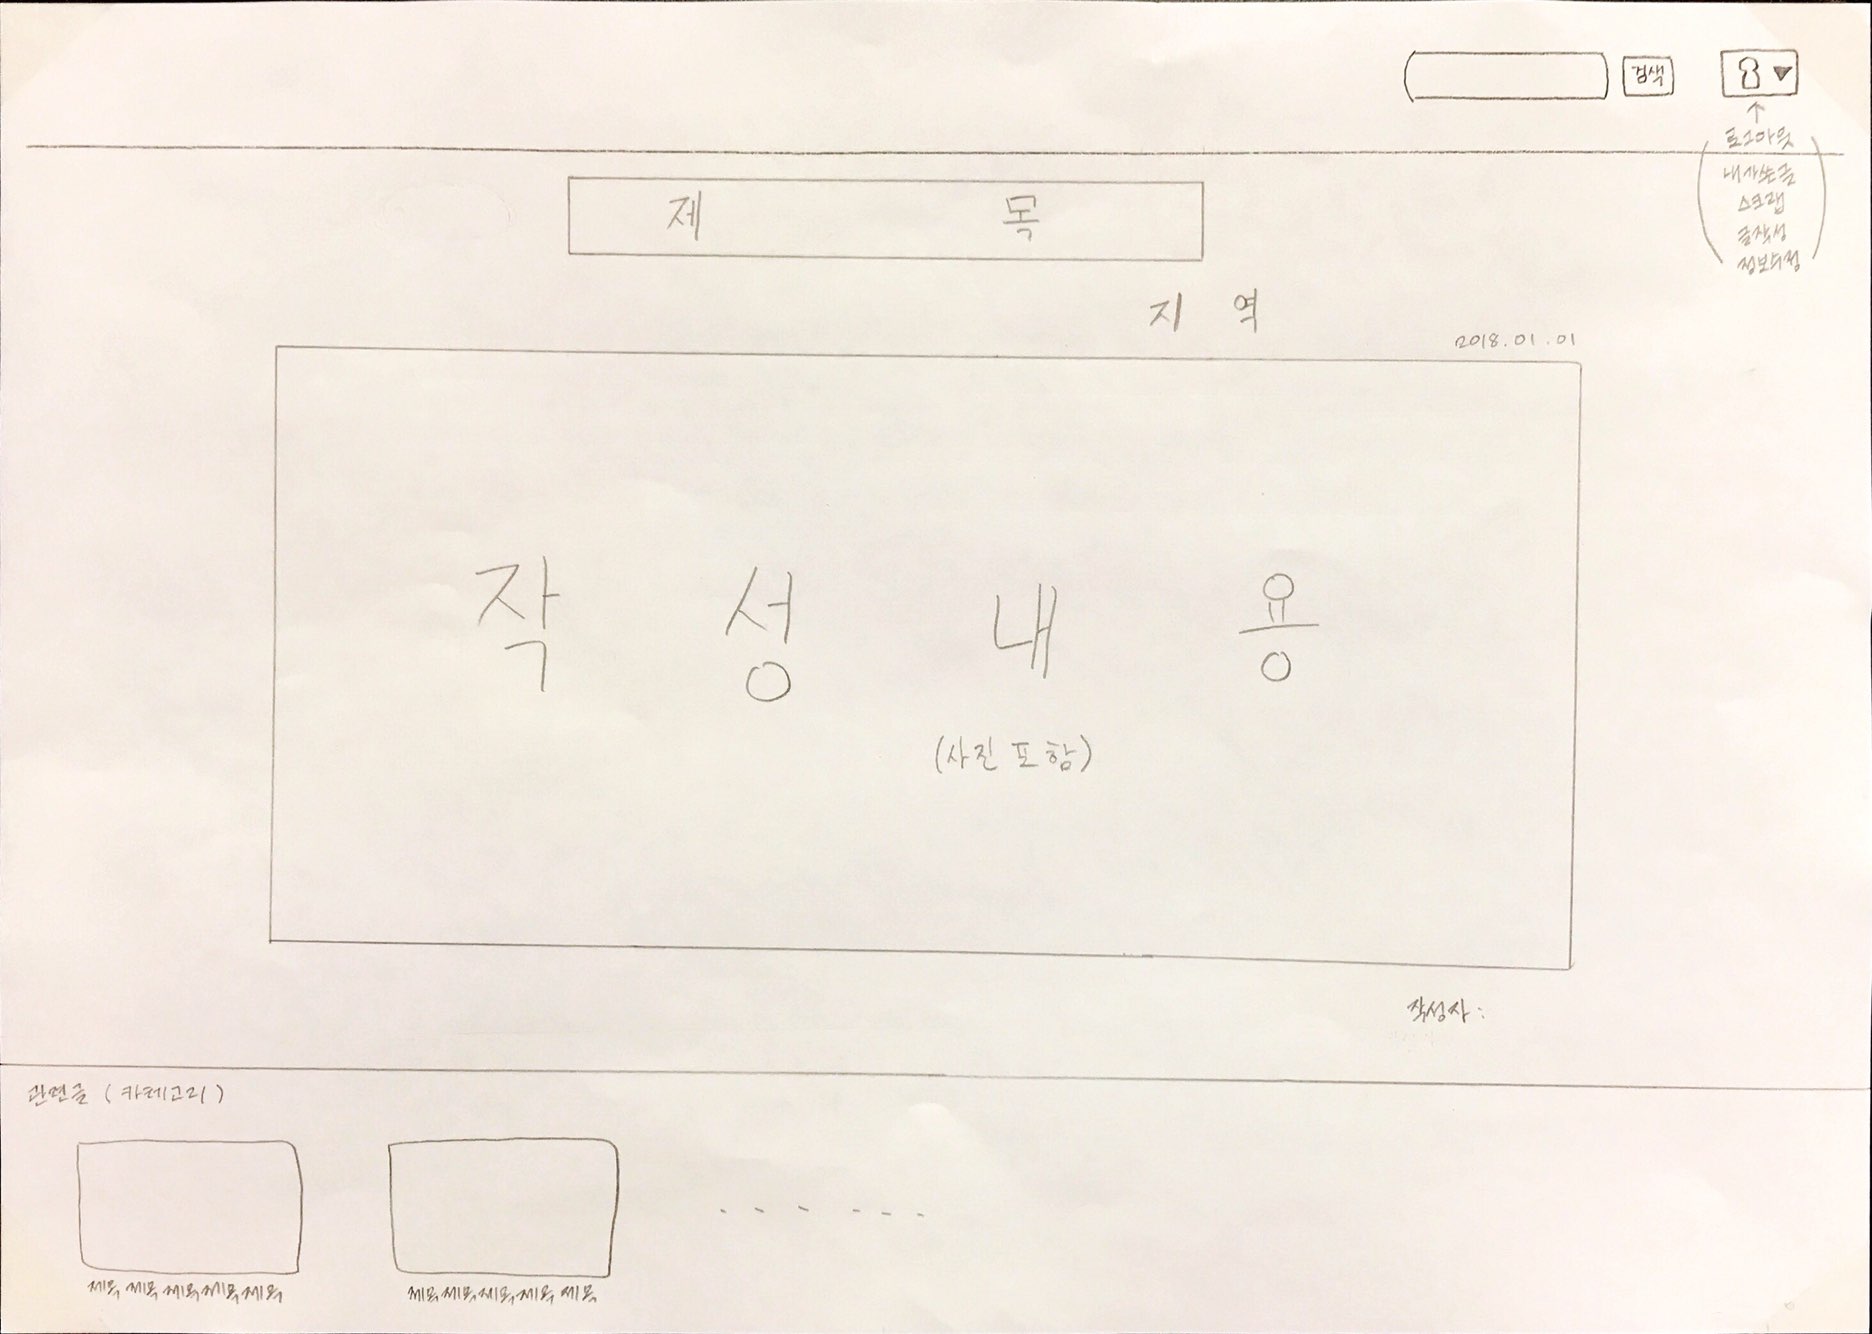 검색
로그아웃
내가쓴글
스크랩
글작성
정보수정
제 목
지 역
2018.01.01
작 성 내 용
(사진 포함)
작성자 :
관련글 (카테고리)
제목 제목 제목 제목 제목
제목 제목 제목 제목 제목